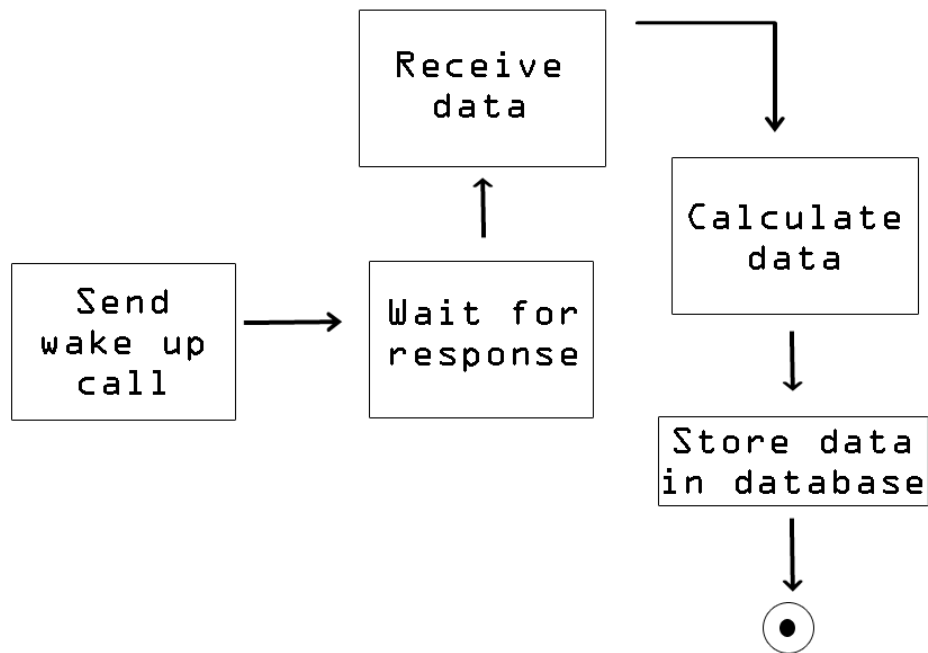 Send
wake up
call
Wait for
response
Receive
data
Calculate
data
Store data
in database